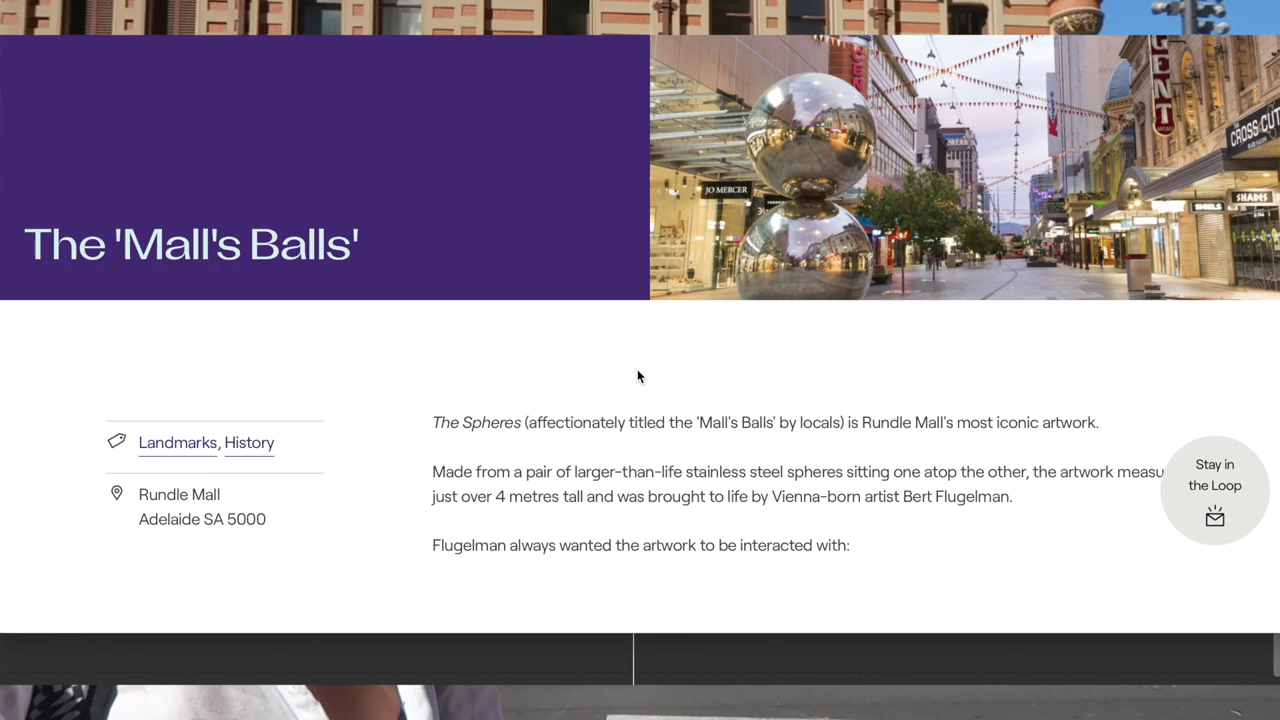 The 'Mall's Balls'
JO MERCER
CENT
CROSS CUT
SHIELS
SHADES
Landmarks, History
Rundle Mall
Adelaide SA 5000
The Spheres (affectionately titled the 'Mall's Balls' by locals) is Rundle Mall's most iconic artwork.
Made from a pair of larger-than-life stainless steel spheres sitting one atop the other, the artwork measu
just over 4 metres tall and was brought to life by Vienna-born artist Bert Flugelman.
Flugelman always wanted the artwork to be interacted with:
Stay in
the Loop